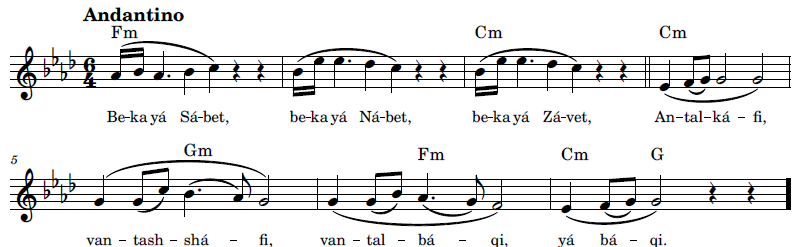 Andantino
Fm Cm Cm
6
4
Be-ka yá Sá-bet, be-ka yá Ná-bet, be-ka yá Zá-vet, An-tal-ká-fi,
5
Gm Fm Cm G
van-tash-shá-fi, van-tal-bá-qi, yá bá-qi.